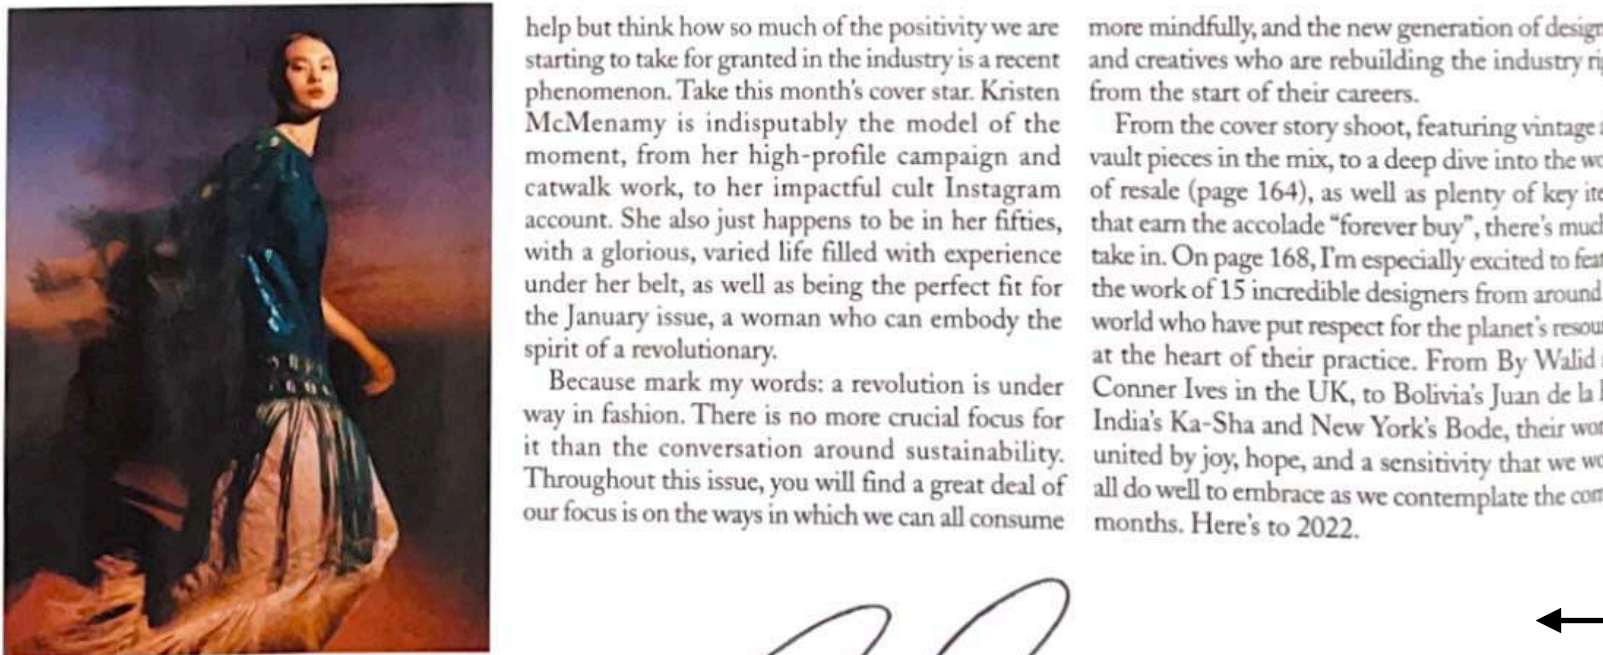 help but think how so much of the positivity we are
starting to take for granted in the industry is a recent
phenomenon. Take this month's cover star. Kristen
McMenamy is indisputably the model of the
moment, from her high-profile campaign and
catwalk work, to her impactful cult Instagram
account. She also just happens to be in her fifties,
with a glorious, varied life filled with experience
under her belt, as well as being the perfect fit for
the January issue, a woman who can embody the
spirit of a revolutionary.
Because mark my words: a revolution is under
way in fashion. There is no more crucial focus for
it than the conversation around sustainability.
Throughout this issue, you will find a great deal of
our focus is on the ways in which we can all consume
more mindfully, and the new generation of
and creatives who are rebuilding the industry
from the start of their careers.
From the cover story shoot, featuring vintage
vault pieces in the mix, to a deep dive into the
of resale (page 164), as well as plenty of key
that earn the accolade “forever buy”, there's
take in. On page 168, I'm especially excited to
the work of 15 incredible designers from around
world who have put respect for the planet's
at the heart of their practice. From By Walid
Conner Ives in the UK, to Bolivia's Juan de la
India's Ka-Sha and New York's Bode, their
united by joy, hope, and a sensitivity that we
all do well to embrace as we contemplate the
months. Here's to 2022.